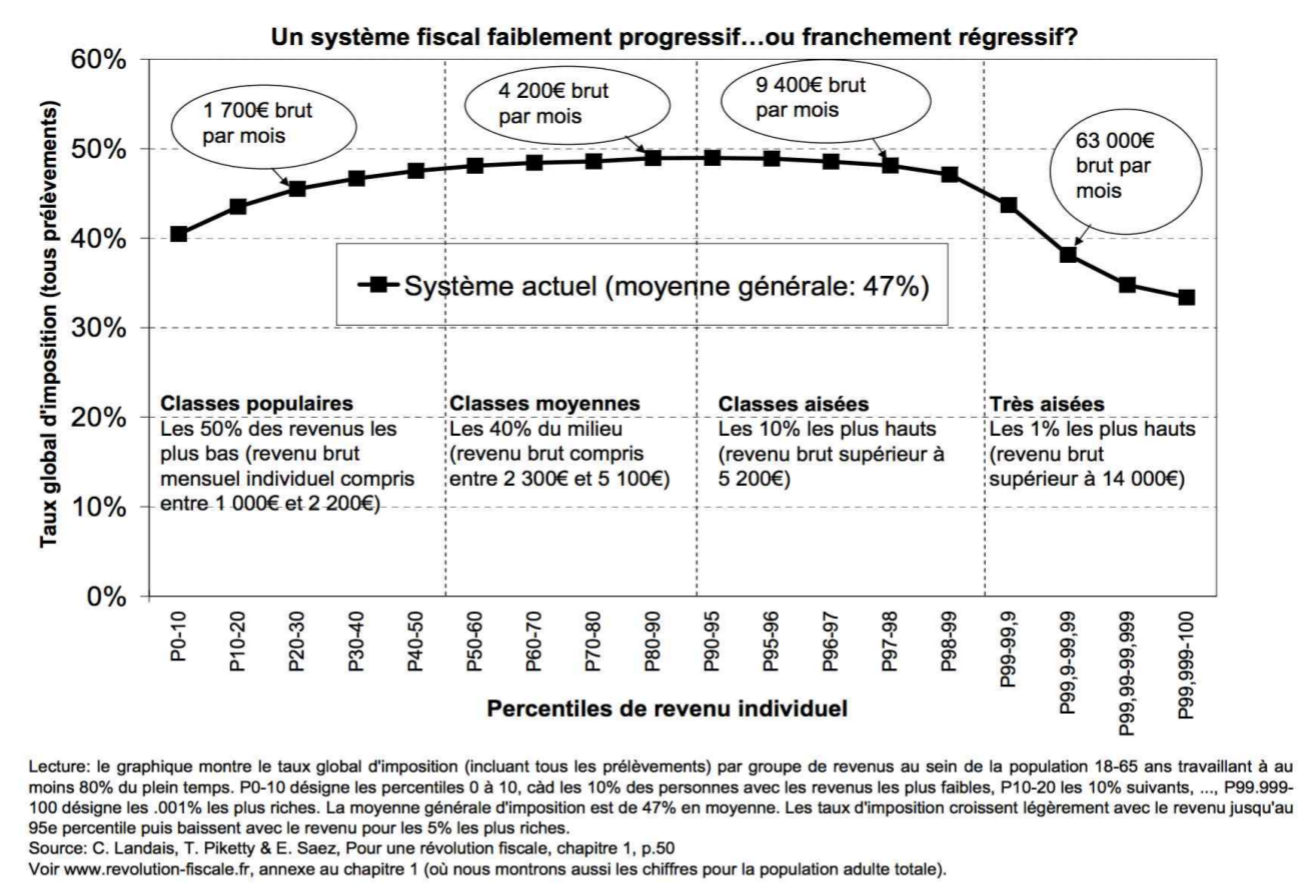 Un système fiscal faiblement progressif…ou franchement régressif?
Taux global d'imposition (tous prélèvements)
60%
50%
40%
30%
20%
10%
0%
1 700€ brut
par mois
4 200€ brut
par mois
9 400€ brut
par mois
63 000€
brut par
mois
Système actuel (moyenne générale: 47%)
Classes populaires
Les 50% des revenus les
plus bas (revenu brut
mensuel individuel compris
entre 1 000€ et 2 200€)
Classes moyennes
Les 40% du milieu
(revenu brut compris
entre 2 300€ et 5 100€)
Classes aisées
Les 10% les plus hauts
(revenu brut supérieur à
5 200€)
Très aisées
Les 1% les plus hauts
(revenu brut
supérieur à 14 000€)
P0-10
P10-20
P20-30
P30-40
P40-50
P50-60
P60-70
P70-80
P80-90
P90-95
P95-96
P96-97
P97-98
P98-99
P99-99,9
P99,9-99,99
P99,99-99,999
P99,999-100
Percentiles de revenu individuel
Lecture: le graphique montre le taux global d'imposition (incluant tous les prélèvements) par groupe de revenus au sein de la population 18-65 ans travaillant à au
moins 80% du plein temps. P0-10 désigne les percentiles 0 à 10, càd les 10% des personnes avec les revenus les plus faibles, P10-20 les 10% suivants, ..., P99.999-
100 désigne les .001% les plus riches. La moyenne générale d'imposition est de 47% en moyenne. Les taux d'imposition croissent légèrement avec le revenu jusqu'au
95e percentile puis baissent avec le revenu pour les 5% les plus riches.
Source: C. Landais, T. Piketty & E. Saez, Pour une révolution fiscale, chapitre 1, p.50
Voir www.revolution-fiscale.fr, annexe au chapitre 1 (où nous montrons aussi les chiffres pour la population adulte totale).